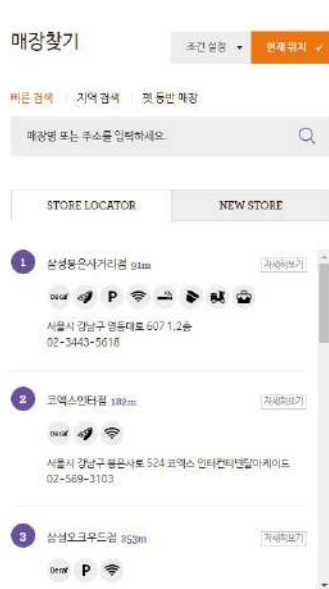 매장찾기
조건 설정 ▼
현재 위치 ✓
빠른 검색 지역 검색 펫 동반 매장
매장명 또는 주소를 입력하세요.
STORE LOCATOR NEW STORE
1 삼성봉은사거리점 91m 자세히보기
Decaf P
서울시 강남구 영동대로 607 1,2층
02-3443-5618
2 코엑스인터점 182m 자세히보기
Decaf
서울시 강남구 봉은사로 524 코엑스 인터컨티넨탈아케이드
02-569-3103
3 삼성오크우드점 253m 자세히보기
Decaf P